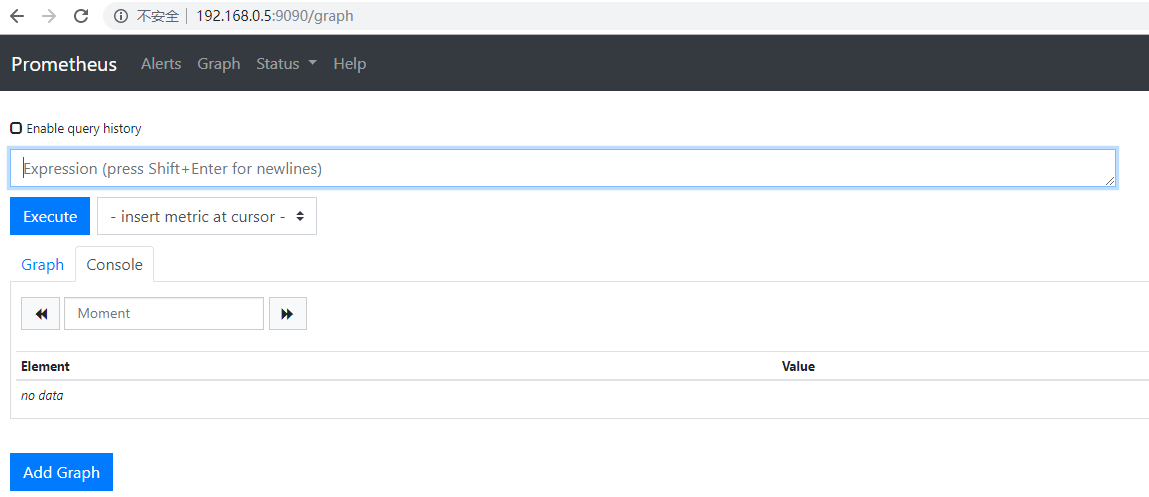 不安全 192.168.0.5:9090/graph
Prometheus Alerts Graph Status Help
Enable query history
Expression (press Shift+Enter for newlines)
Execute - insert metric at cursor -
Graph Console
Moment
Element Value
no data
Add Graph